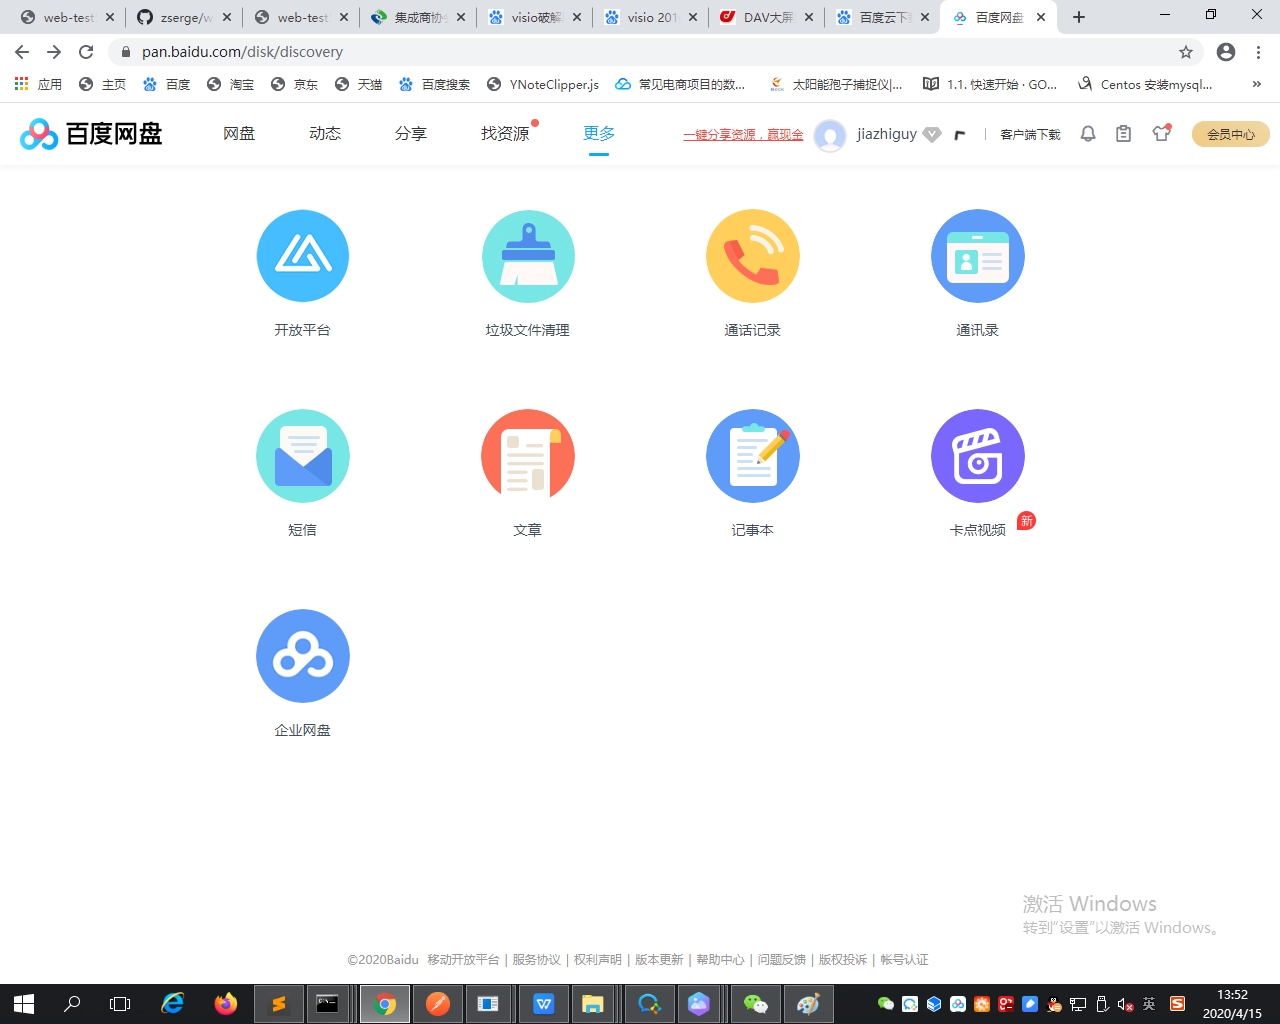 web-test
zserge/w
web-test
集成商协
visio破解
visio 201
DAV大屏
百度云下
百度网盘
pan.baidu.com/disk/discovery
应用
主页
百度
淘宝
京东
天猫
百度搜索
YNoteClipper.js
常见电商项目的数...
太阳能孢子捕捉仪|...
1.1. 快速开始 · GO...
Centos 安装mysql...
»
百度网盘
网盘
动态
分享
找资源
更多
一键分享资源，赢现金
jiazhiguy
客户端下载
会员中心
开放平台
垃圾文件清理
通话记录
通讯录
短信
文章
记事本
卡点视频
新
企业网盘
激活 Windows
转到"设置"以激活 Windows。
©2020Baidu 移动开放平台 | 服务协议 | 权利声明 | 版本更新 | 帮助中心 | 问题反馈 | 版权投诉 | 帐号认证
英
13:52
2020/4/15